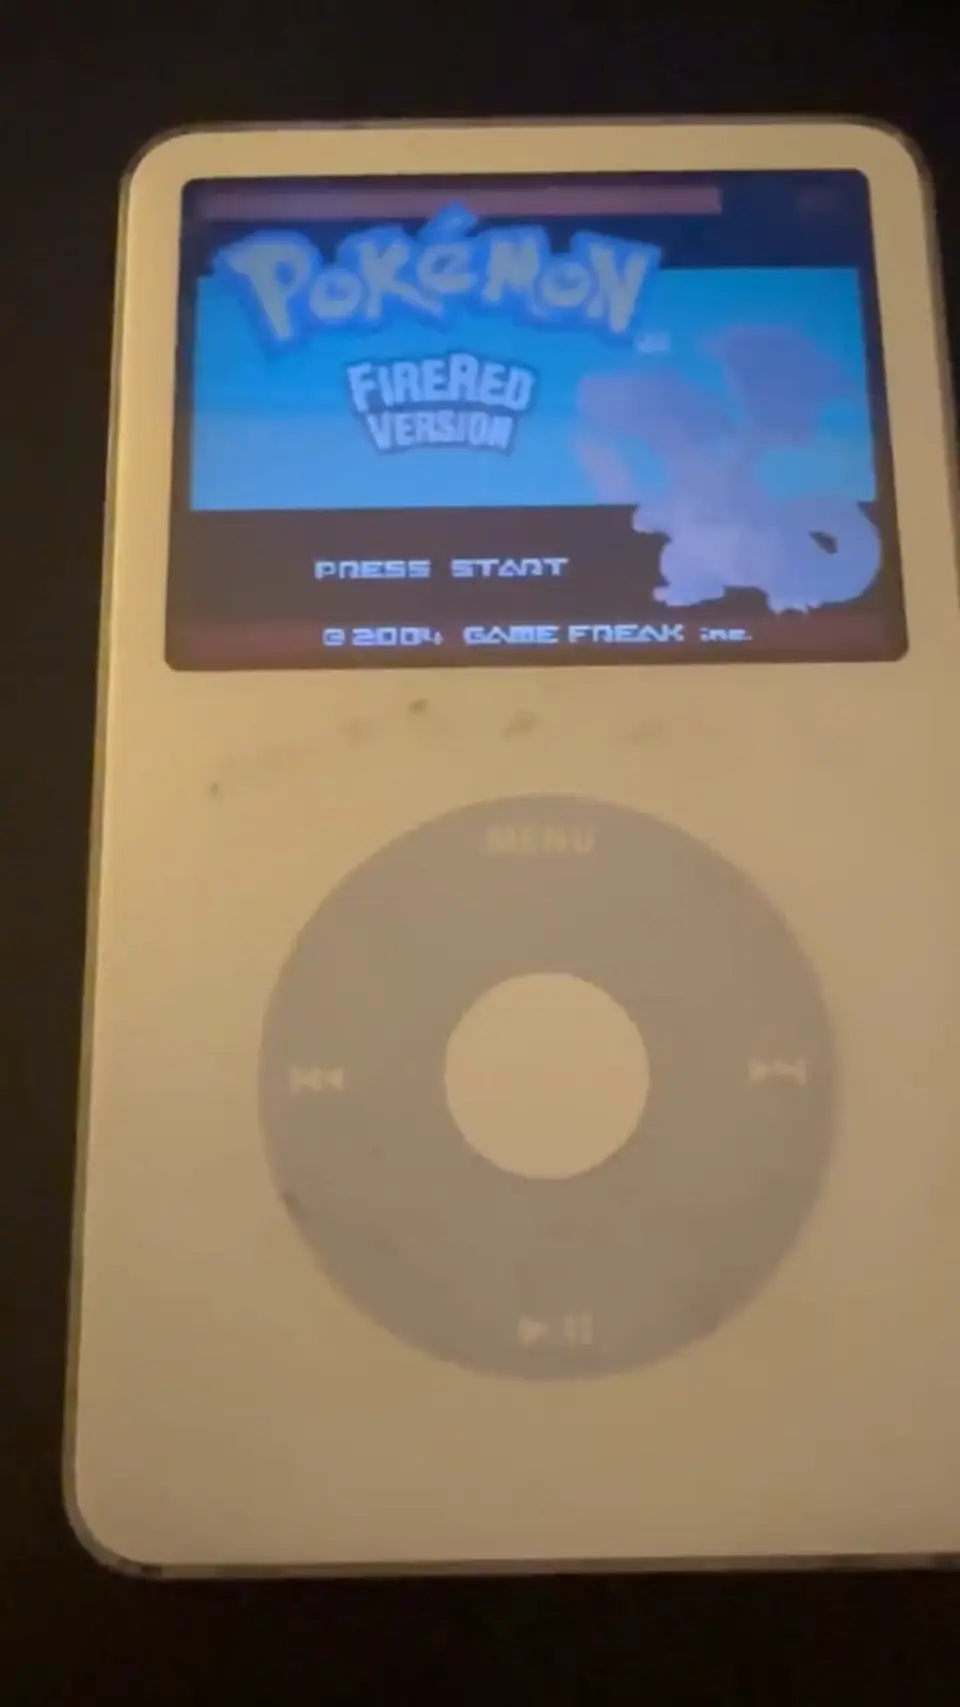 POKéMON
FIRERED
VERSION
PRESS START
© 2004 GAME FREAK inc.
MENU